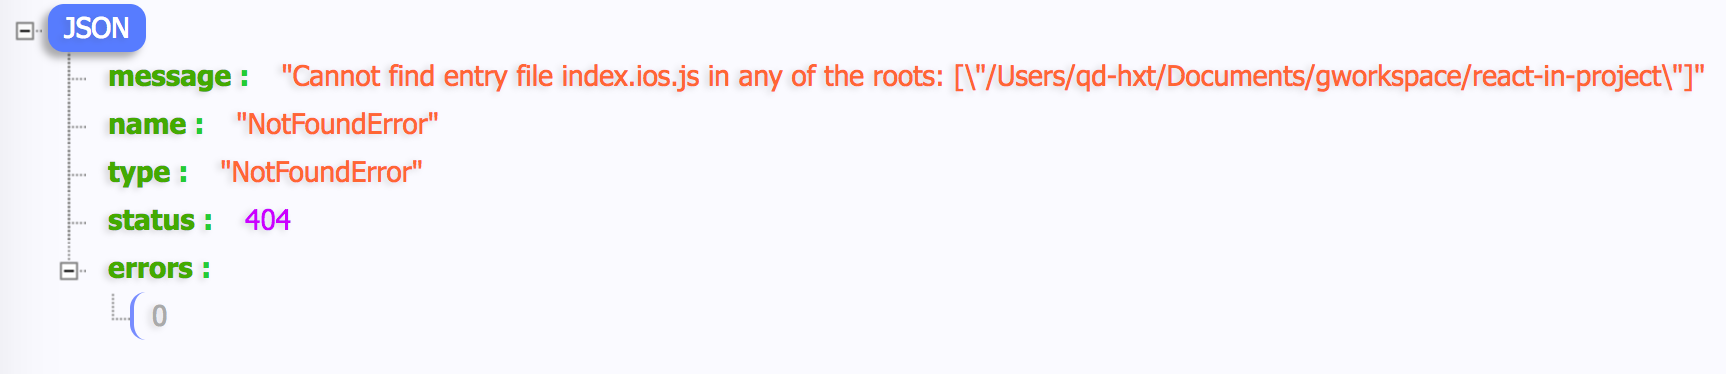 JSON
message : "Cannot find entry file index.ios.js in any of the roots: [\"/Users/qd-hxt/Documents/gworkspace/react-in-project\"]"
name : "NotFoundError"
type : "NotFoundError"
status : 404
errors :
0